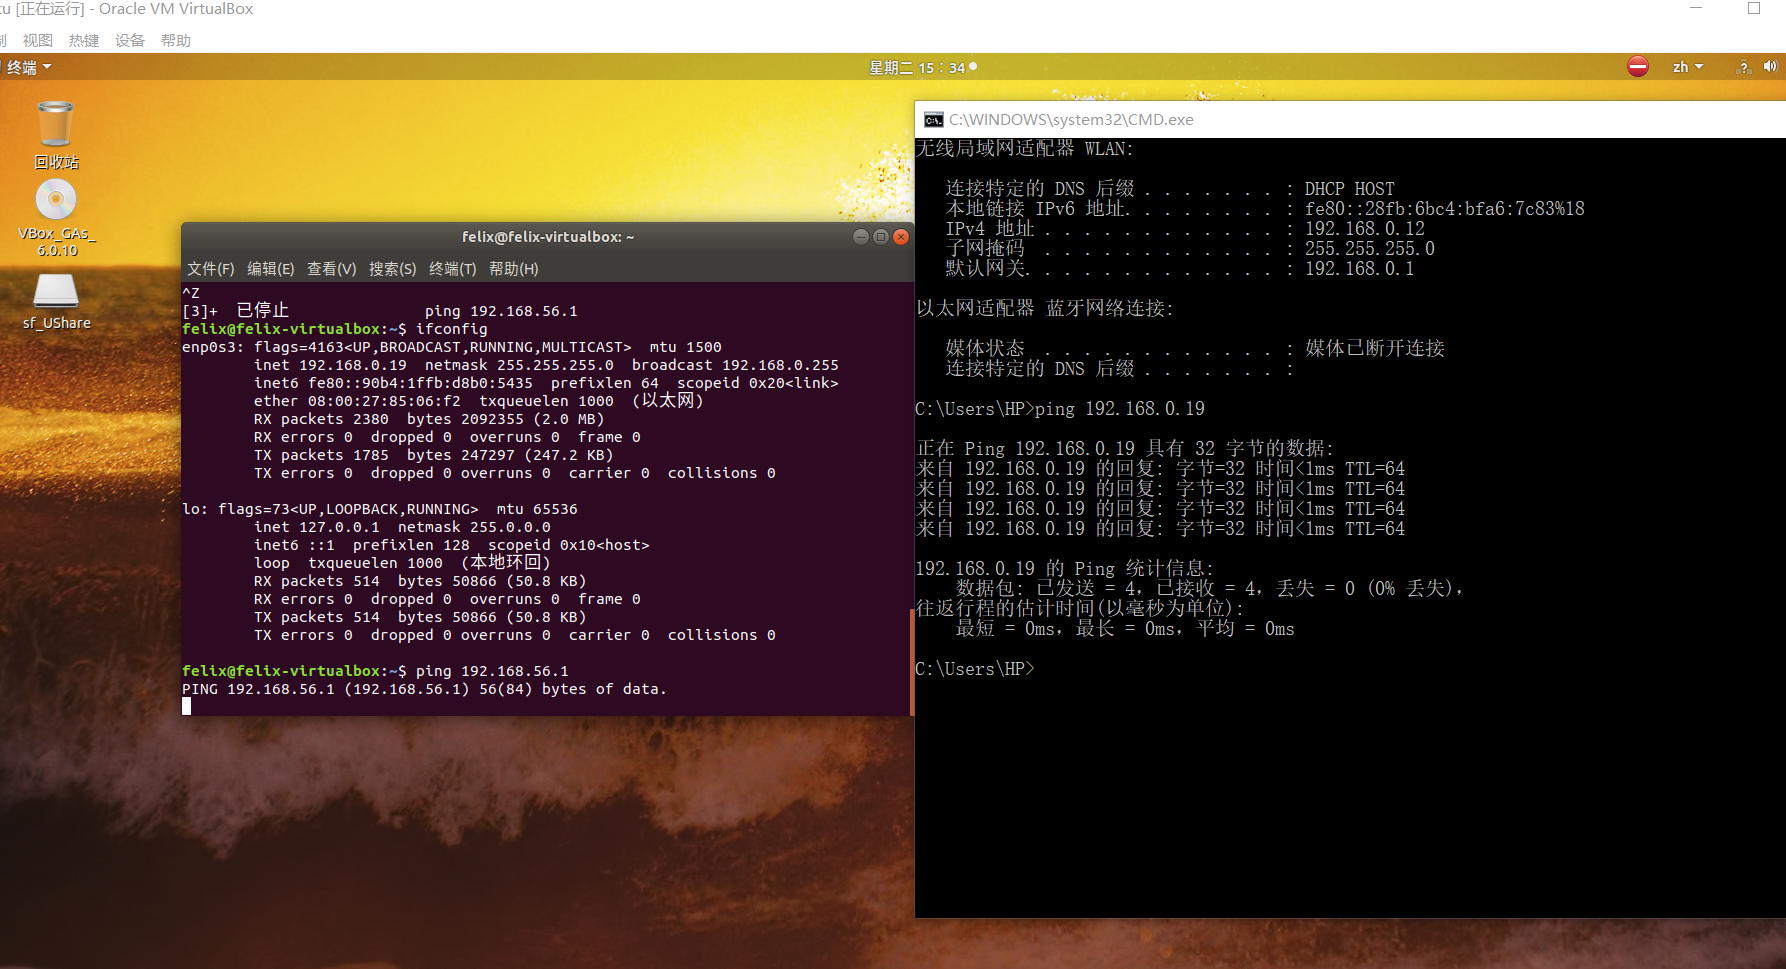 [正在运行] - Oracle VM VirtualBox
视图 热键 设备 帮助
终端
星期二 15：34
zh
?
回收站
VBox_GAs_
6.0.10
sf_UShare
felix@felix-virtualbox: ~
文件(F) 编辑(E) 查看(V) 搜索(S) 终端(T) 帮助(H)
^Z
[3]+  已停止               ping 192.168.56.1
felix@felix-virtualbox:~$ ifconfig
enp0s3: flags=4163<UP,BROADCAST,RUNNING,MULTICAST>  mtu 1500
        inet 192.168.0.19  netmask 255.255.255.0  broadcast 192.168.0.255
        inet6 fe80::90b4:1ffb:d8b0:5435  prefixlen 64  scopeid 0x20<link>
        ether 08:00:27:85:06:f2  txqueuelen 1000  (以太网)
        RX packets 2380  bytes 2092355 (2.0 MB)
        RX errors 0  dropped 0  overruns 0  frame 0
        TX packets 1785  bytes 247297 (247.2 KB)
        TX errors 0  dropped 0 overruns 0  carrier 0  collisions 0
lo: flags=73<UP,LOOPBACK,RUNNING>  mtu 65536
        inet 127.0.0.1  netmask 255.0.0.0
        inet6 ::1  prefixlen 128  scopeid 0x10<host>
        loop  txqueuelen 1000  (本地环回)
        RX packets 514  bytes 50866 (50.8 KB)
        RX errors 0  dropped 0  overruns 0  frame 0
        TX packets 514  bytes 50866 (50.8 KB)
        TX errors 0  dropped 0 overruns 0  carrier 0  collisions 0
felix@felix-virtualbox:~$ ping 192.168.56.1
PING 192.168.56.1 (192.168.56.1) 56(84) bytes of data.
C:\WINDOWS\system32\CMD.exe
无线局域网适配器 WLAN:
   连接特定的 DNS 后缀 . . . . . . . : DHCP HOST
   本地链接 IPv6 地址. . . . . . . . : fe80::28fb:6bc4:bfa6:7c83%18
   IPv4 地址 . . . . . . . . . . . . : 192.168.0.12
   子网掩码  . . . . . . . . . . . . : 255.255.255.0
   默认网关. . . . . . . . . . . . . : 192.168.0.1
以太网适配器 蓝牙网络连接:
   媒体状态  . . . . . . . . . . . . : 媒体已断开连接
   连接特定的 DNS 后缀 . . . . . . . :
C:\Users\HP>ping 192.168.0.19
正在 Ping 192.168.0.19 具有 32 字节的数据:
来自 192.168.0.19 的回复: 字节=32 时间<1ms TTL=64
来自 192.168.0.19 的回复: 字节=32 时间<1ms TTL=64
来自 192.168.0.19 的回复: 字节=32 时间<1ms TTL=64
来自 192.168.0.19 的回复: 字节=32 时间<1ms TTL=64
192.168.0.19 的 Ping 统计信息:
    数据包: 已发送 = 4，已接收 = 4，丢失 = 0 (0% 丢失)，
往返行程的估计时间(以毫秒为单位):
    最短 = 0ms，最长 = 0ms，平均 = 0ms
C:\Users\HP>